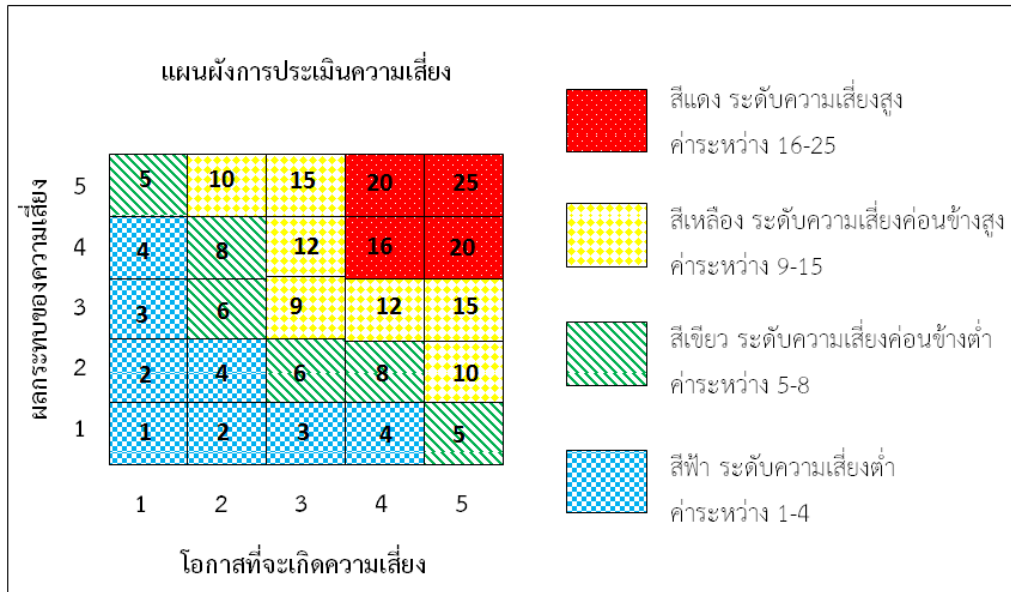 แผนผังการประเมินความเสี่ยง
ผลกระทบของความเสี่ยง
5 5 10 15 20 25
4 4 8 12 16 20
3 3 6 9 12 15
2 2 4 6 8 10
1 1 2 3 4 5
1 2 3 4 5
โอกาสที่จะเกิดความเสี่ยง
สีแดง ระดับความเสี่ยงสูง
ค่าระหว่าง 16-25
สีเหลือง ระดับความเสี่ยงค่อนข้างสูง
ค่าระหว่าง 9-15
สีเขียว ระดับความเสี่ยงค่อนข้างต่ำ
ค่าระหว่าง 5-8
สีฟ้า ระดับความเสี่ยงต่ำ
ค่าระหว่าง 1-4